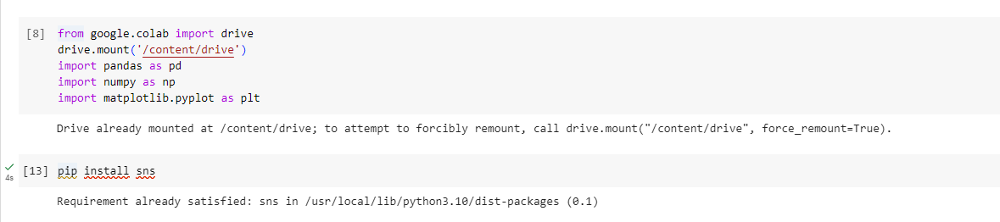 [8] from google.colab import drive
drive.mount('/content/drive')
import pandas as pd
import numpy as np
import matplotlib.pyplot as plt
Drive already mounted at /content/drive; to attempt to forcibly remount, call drive.mount("/content/drive", force_remount=True).
[13] pip install sns
4s
Requirement already satisfied: sns in /usr/local/lib/python3.10/dist-packages (0.1)